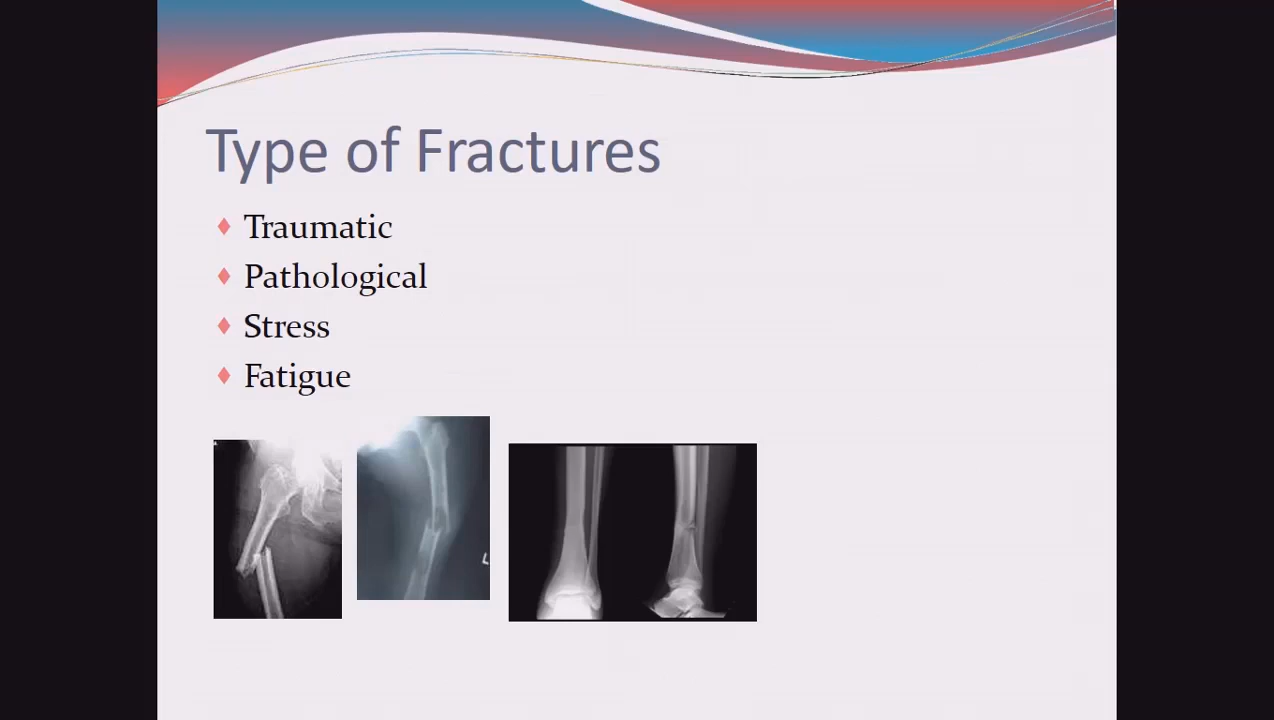 Type of Fractures
Traumatic
Pathological
Stress
Fatigue
L